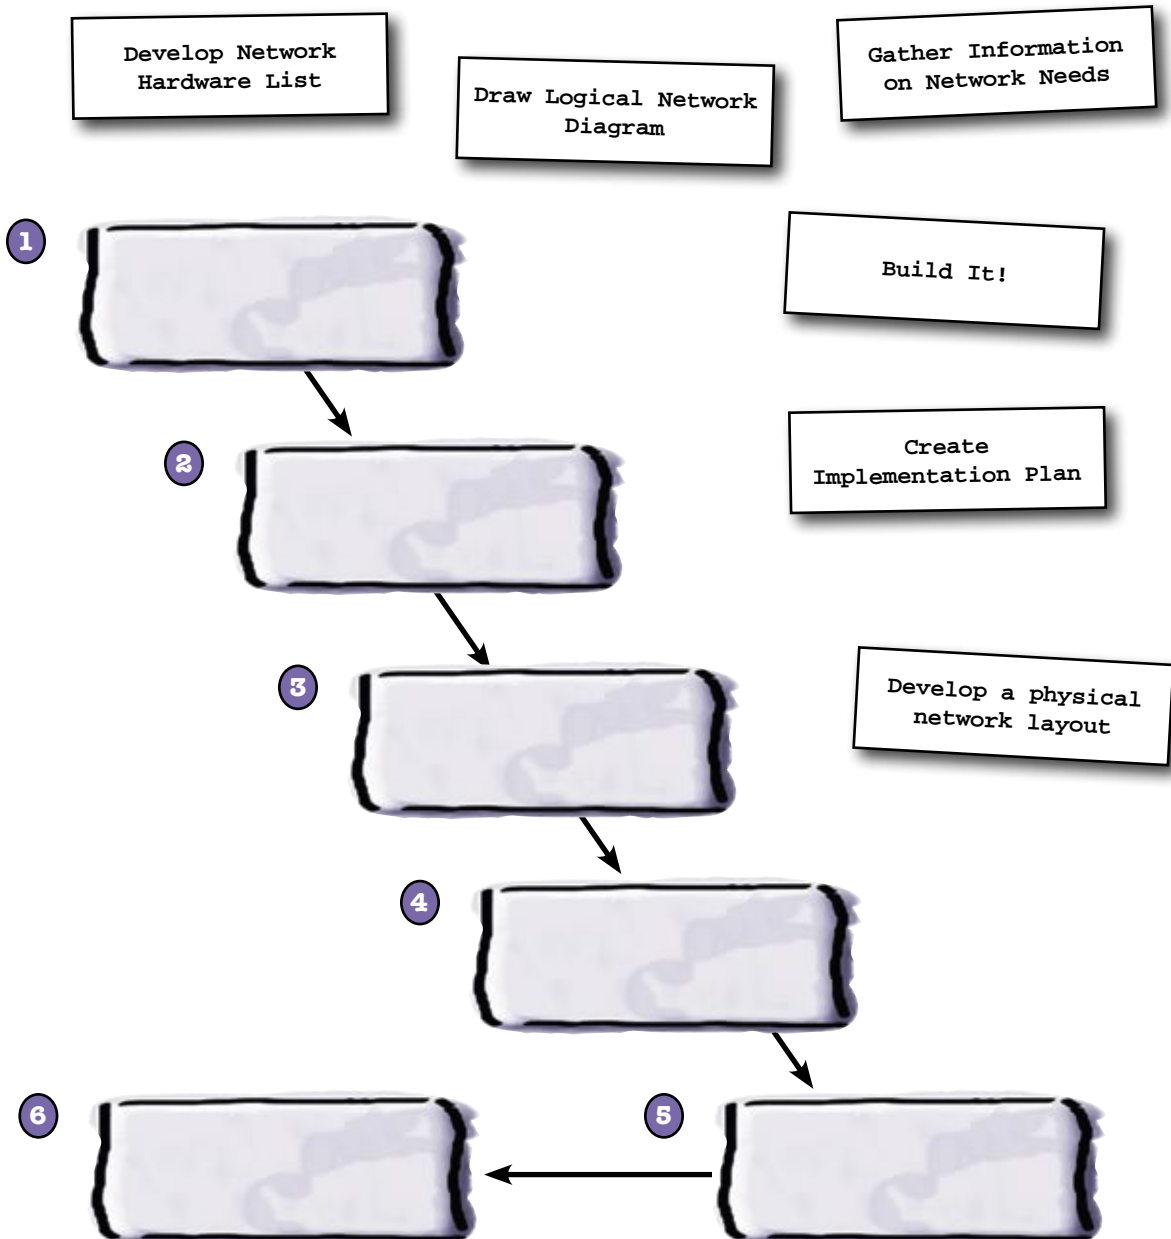 Develop Network
Hardware List
Draw Logical Network
Diagram
Gather Information
on Network Needs
1
Build It!
2
Create
Implementation Plan
3
Develop a physical
network layout
4
6
5